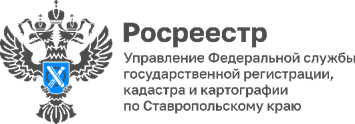 Росреестр
Управление Федеральной службы
государственной регистрации,
кадастра и картографии
по Ставропольскому краю